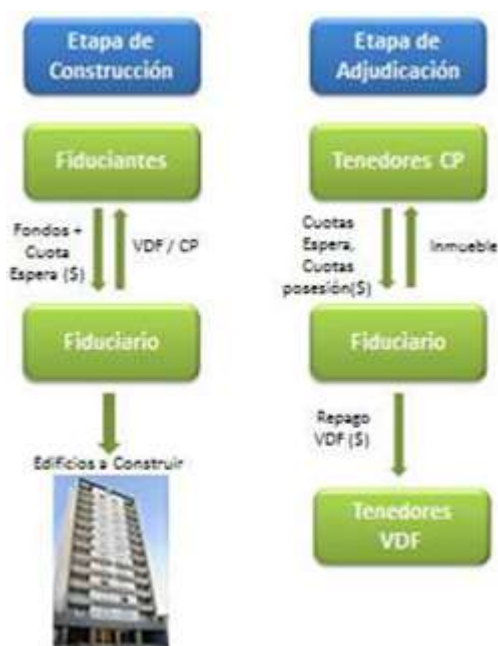 Etapa de
Construcción
Fiduciantes
Fondos +
Cuota
Espera ($)
VDF / CP
Fiduciario
Edificios a Construir
Etapa de
Adjudicación
Tenedores CP
Cuotas
Espera,
Cuotas
posesión($)
Inmueble
Fiduciario
Repago
VDF ($)
Tenedores
VDF